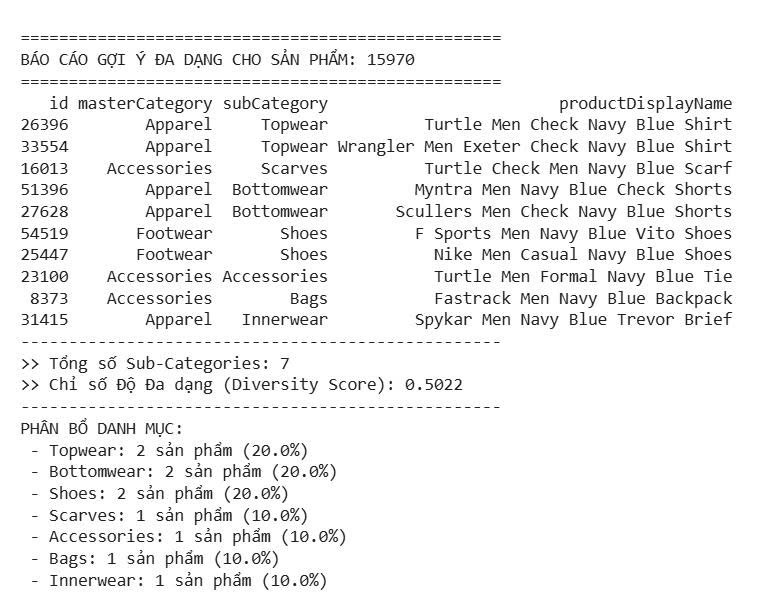 ==================================================
BÁO CÁO GỢI Ý ĐA DẠNG CHO SẢN PHẨM: 15970
==================================================
id masterCategory subCategory productDisplayName
26396 Apparel Topwear Turtle Men Check Navy Blue Shirt
33554 Apparel Topwear Wrangler Men Exeter Check Navy Blue Shirt
16013 Accessories Scarves Turtle Check Men Navy Blue Scarf
51396 Apparel Bottomwear Myntra Men Navy Blue Check Shorts
27628 Apparel Bottomwear Scullers Men Check Navy Blue Shorts
54519 Footwear Shoes F Sports Men Navy Blue Vito Shoes
25447 Footwear Shoes Nike Men Casual Navy Blue Shoes
23100 Accessories Accessories Turtle Men Formal Navy Blue Tie
8373 Accessories Bags Fastrack Men Navy Blue Backpack
31415 Apparel Innerwear Spykar Men Navy Blue Trevor Brief
--------------------------------------------------
>> Tổng số Sub-Categories: 7
>> Chỉ số Độ Đa dạng (Diversity Score): 0.5022
--------------------------------------------------
PHÂN BỔ DANH MỤC:
- Topwear: 2 sản phẩm (20.0%)
- Bottomwear: 2 sản phẩm (20.0%)
- Shoes: 2 sản phẩm (20.0%)
- Scarves: 1 sản phẩm (10.0%)
- Accessories: 1 sản phẩm (10.0%)
- Bags: 1 sản phẩm (10.0%)
- Innerwear: 1 sản phẩm (10.0%)